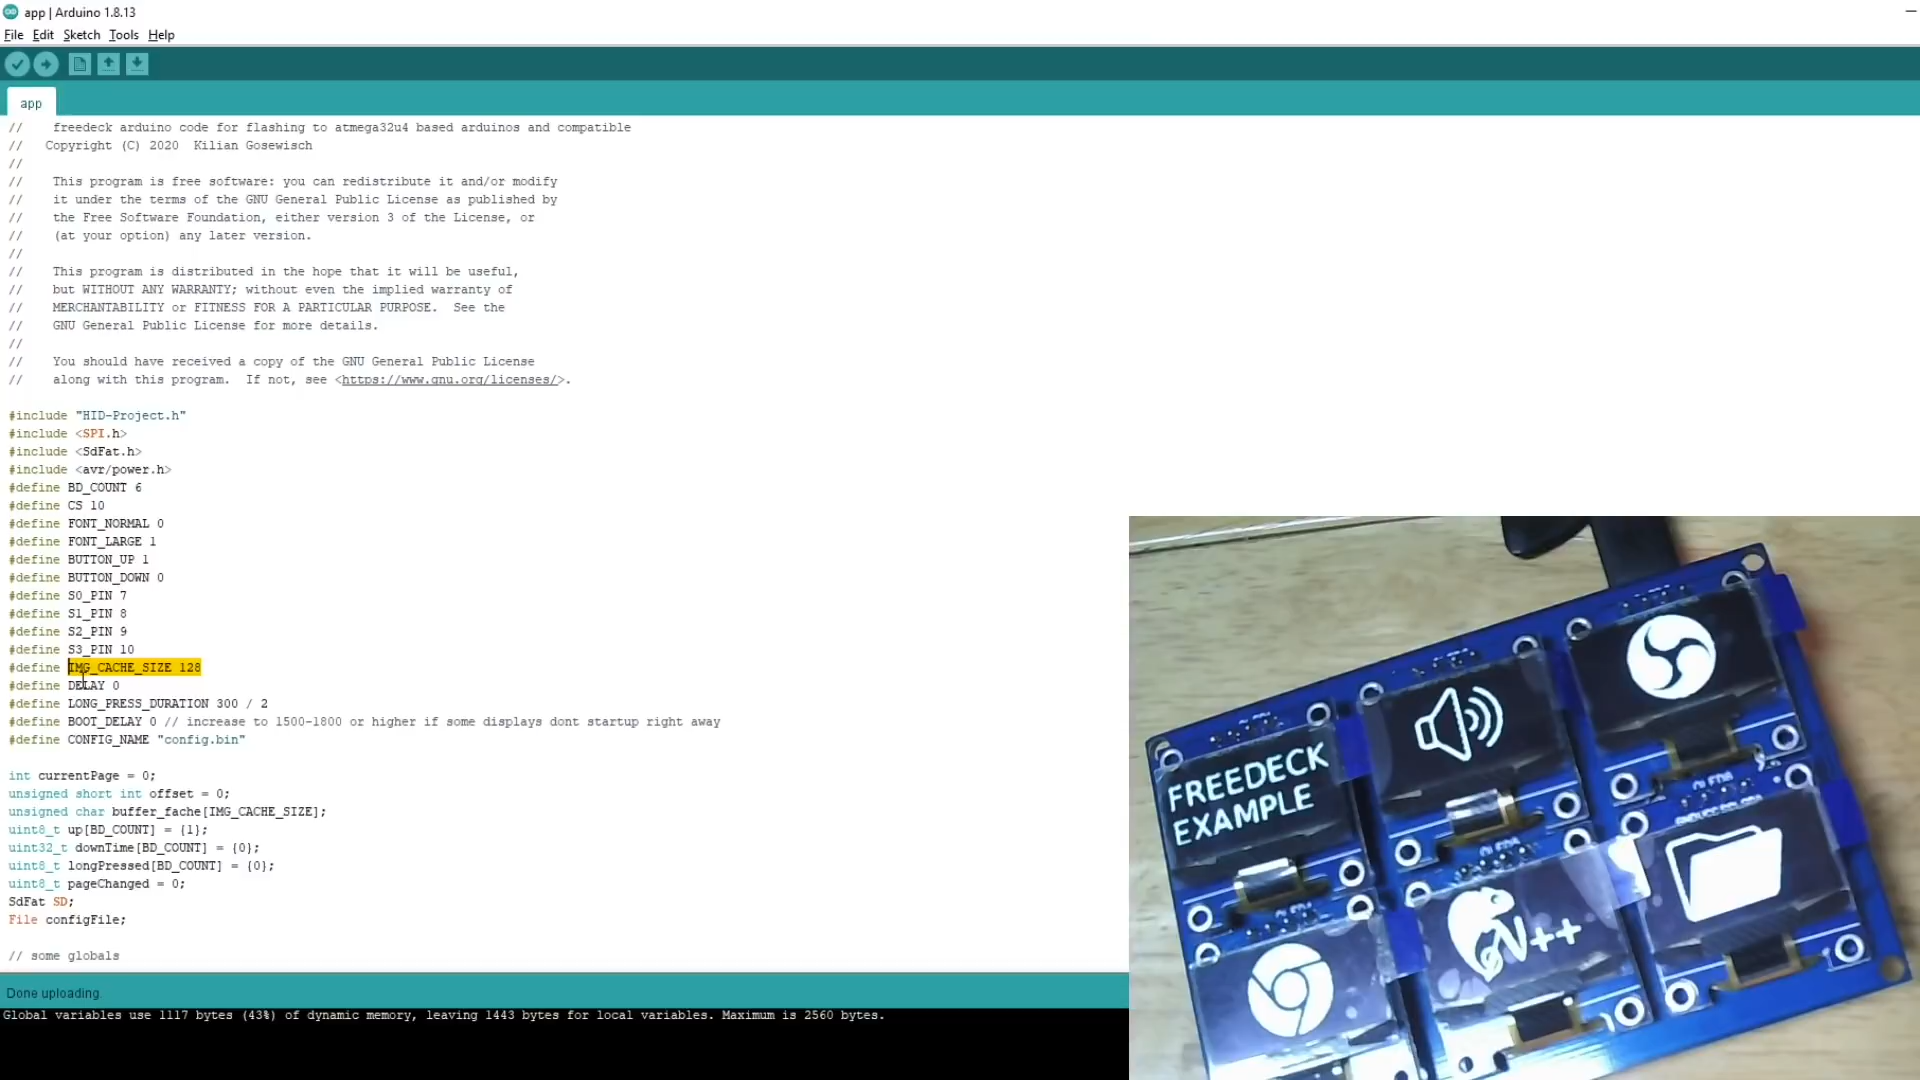 app | Arduino 1.8.13
File Edit Sketch Tools Help
app
// freedeck arduino code for flashing to atmega32u4 based arduinos and compatible
// Copyright (C) 2020 Kilian Gosewisch
//
// This program is free software: you can redistribute it and/or modify
// it under the terms of the GNU General Public License as published by
// the Free Software Foundation, either version 3 of the License, or
// (at your option) any later version.
//
// This program is distributed in the hope that it will be useful,
// but WITHOUT ANY WARRANTY; without even the implied warranty of
// MERCHANTABILITY or FITNESS FOR A PARTICULAR PURPOSE. See the
// GNU General Public License for more details.
//
// You should have received a copy of the GNU General Public License
// along with this program. If not, see <https://www.gnu.org/licenses/>.
#include "HID-Project.h"
#include <SPI.h>
#include <SdFat.h>
#include <avr/power.h>
#define BD_COUNT 6
#define CS 10
#define FONT_NORMAL 0
#define FONT_LARGE 1
#define BUTTON_UP 1
#define BUTTON_DOWN 0
#define S0_PIN 7
#define S1_PIN 8
#define S2_PIN 9
#define S3_PIN 10
#define IMG_CACHE_SIZE 128
#define DELAY 0
#define LONG_PRESS_DURATION 300 / 2
#define BOOT_DELAY 0 // increase to 1500-1800 or higher if some displays dont startup right away
#define CONFIG_NAME "config.bin"
int currentPage = 0;
unsigned short int offset = 0;
unsigned char buffer_fache[IMG_CACHE_SIZE];
uint8_t up[BD_COUNT] = {1};
uint32_t downTime[BD_COUNT] = {0};
uint8_t longPressed[BD_COUNT] = {0};
uint8_t pageChanged = 0;
SdFat SD;
File configFile;
// some globals
Done uploading.
Global variables use 1117 bytes (43%) of dynamic memory, leaving 1443 bytes for local variables. Maximum is 2560 bytes.
FREEDECK
EXAMPLE